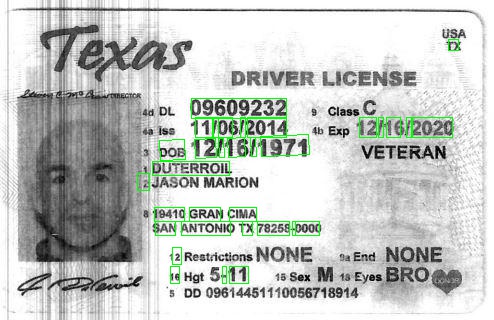 Texas
USA
TX
DRIVER LICENSE
DIRECTOR
4d DL 09609232 9 Class C
4a Iss 11/06/2014 4b Exp 12/16/2020
3 DOB 12/16/1971 VETERAN
1 DUTERROIL
2 JASON MARION
8 19410 GRAN CIMA
SAN ANTONIO TX 78255-0000
12 Restrictions NONE 9a End NONE
16 Hgt 5-11 15 Sex M 18 Eyes BRO DONOR
5 DD 09614451110056718914